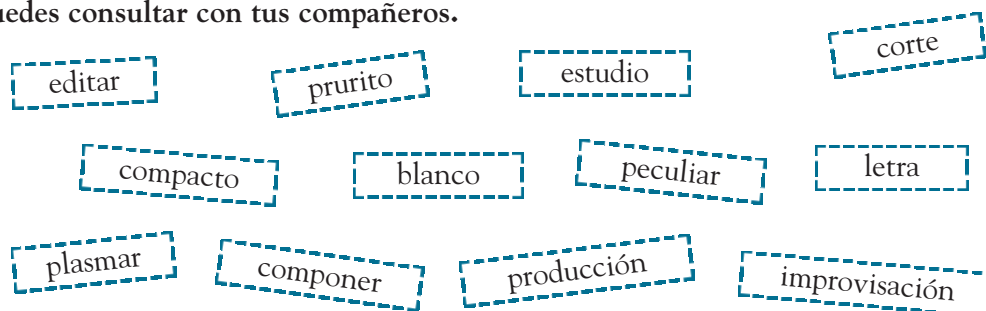 uedes consultar con tus compañeros.
editar prurito estudio corte
compacto blanco peculiar letra
plasmar componer producción improvisación